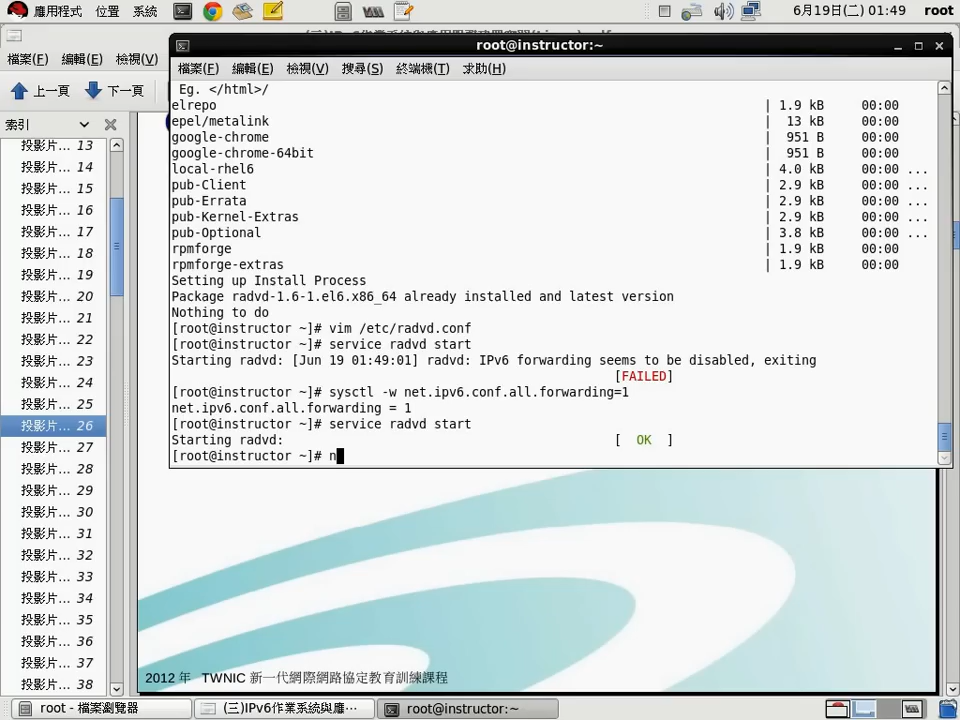 應用程式 位置 系統 6月19日(二) 01:49 root
root@instructor:~
檔案(F) 編輯(E) 檢視(V)
檔案(F) 編輯(E) 檢視(V) 搜尋(S) 終端機(T) 求助(H)
上一頁 下一頁
索引
投影片... 13
投影片... 14
投影片... 15
投影片... 16
投影片... 17
投影片... 18
投影片... 19
投影片... 20
投影片... 21
投影片... 22
投影片... 23
投影片... 24
投影片... 25
投影片... 26
投影片... 27
投影片... 28
投影片... 29
投影片... 30
投影片... 31
投影片... 32
投影片... 33
投影片... 34
投影片... 35
投影片... 36
投影片... 37
投影片... 38
Eg. </html>/
elrepo | 1.9 kB 00:00
epel/metalink | 13 kB 00:00
google-chrome | 951 B 00:00
google-chrome-64bit | 951 B 00:00
local-rhel6 | 4.0 kB 00:00 ...
pub-Client | 2.9 kB 00:00 ...
pub-Errata | 2.9 kB 00:00 ...
pub-Kernel-Extras | 2.9 kB 00:00 ...
pub-Optional | 3.8 kB 00:00 ...
rpmforge | 1.9 kB 00:00
rpmforge-extras | 1.9 kB 00:00
Setting up Install Process
Package radvd-1.6-1.el6.x86_64 already installed and latest version
Nothing to do
[root@instructor ~]# vim /etc/radvd.conf
[root@instructor ~]# service radvd start
Starting radvd: [Jun 19 01:49:01] radvd: IPv6 forwarding seems to be disabled, exiting
[FAILED]
[root@instructor ~]# sysctl -w net.ipv6.conf.all.forwarding=1
net.ipv6.conf.all.forwarding = 1
[root@instructor ~]# service radvd start
Starting radvd: [ OK ]
[root@instructor ~]# n
2012 年 TWNIC 新一代網際網路協定教育訓練課程
root - 檔案瀏覽器 (三)IPv6作業系統與應⋯ root@instructor:~